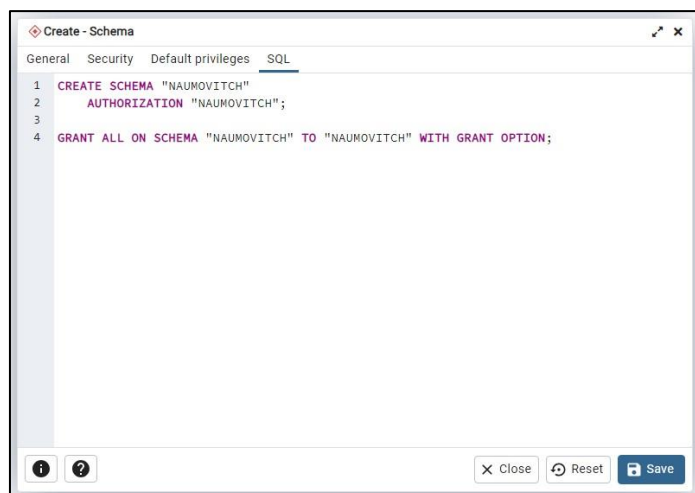 Create - Schema
General Security Default privileges SQL
1 CREATE SCHEMA "NAUMOVITCH"
2 AUTHORIZATION "NAUMOVITCH";
3
4 GRANT ALL ON SCHEMA "NAUMOVITCH" TO "NAUMOVITCH" WITH GRANT OPTION;
Close Reset Save